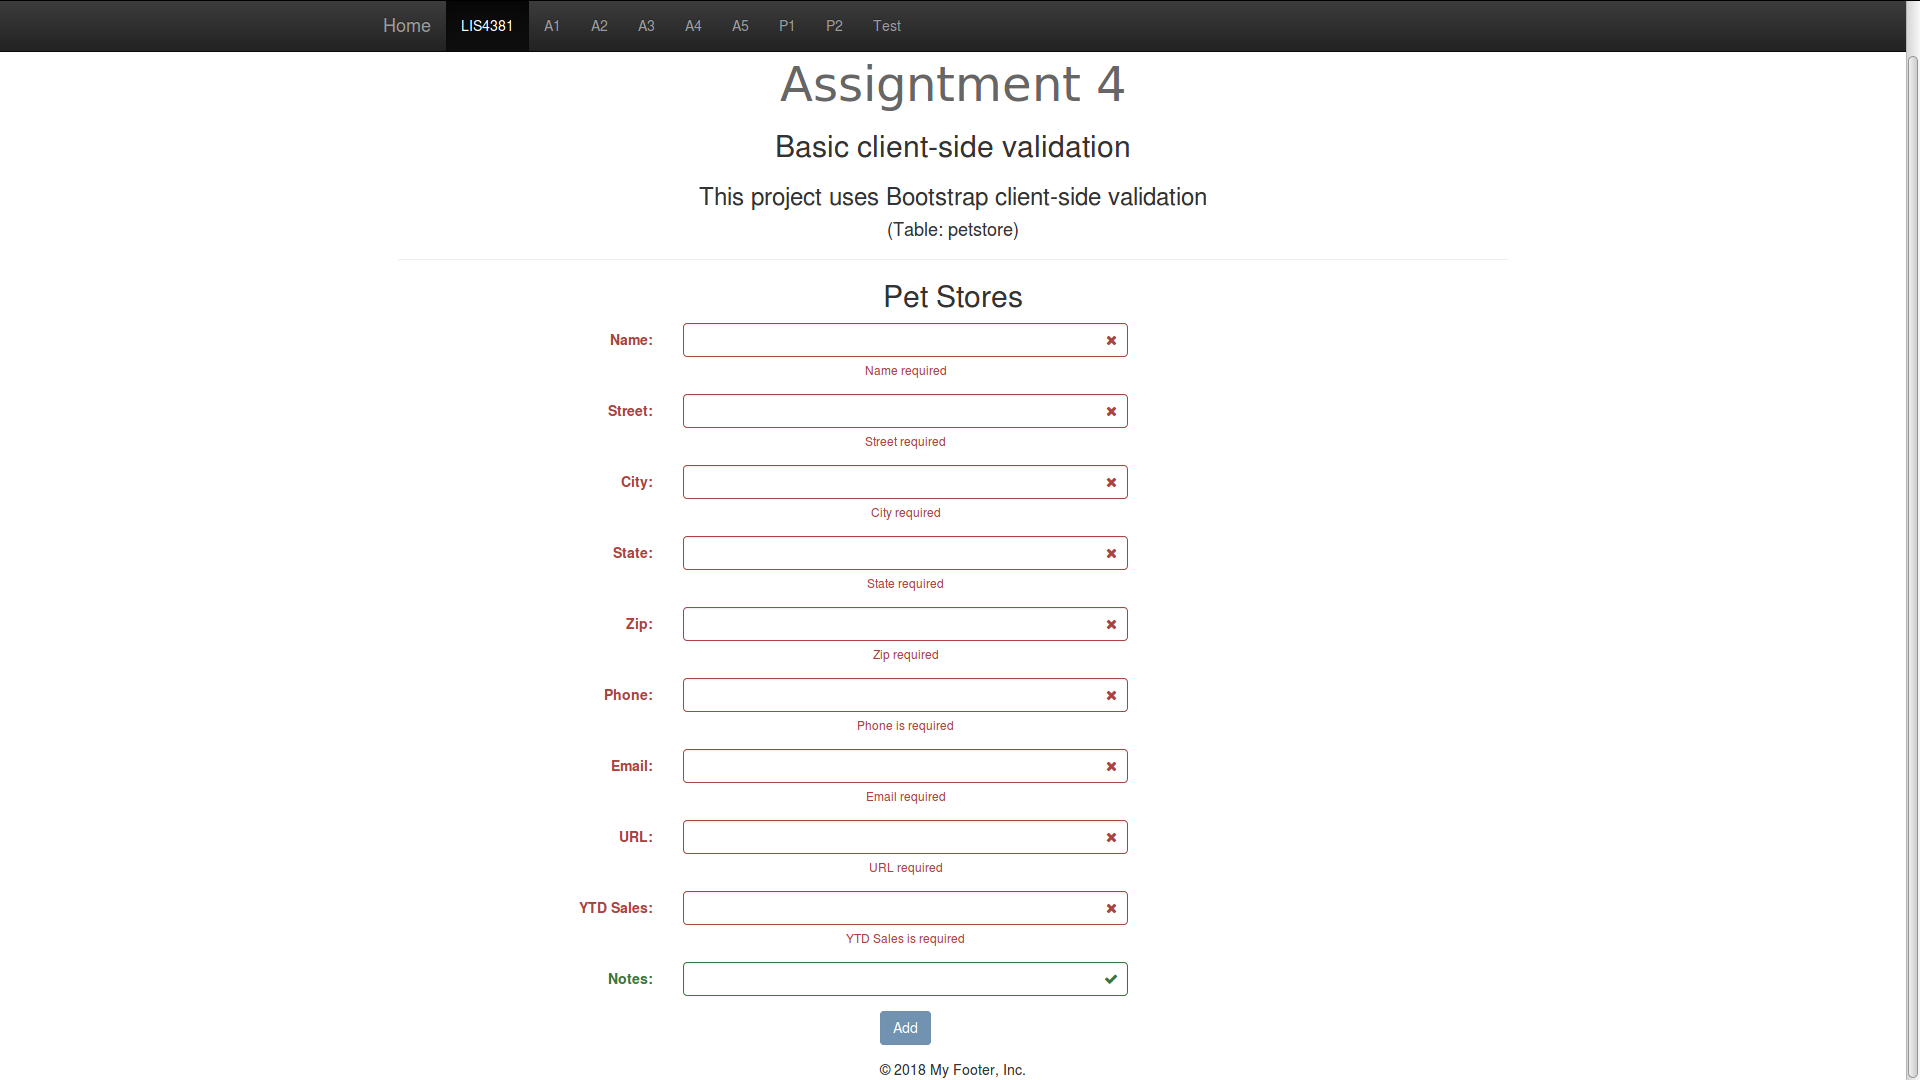 Home LIS4381 A1 A2 A3 A4 A5 P1 P2 Test
Assigntment 4
Basic client-side validation
This project uses Bootstrap client-side validation
(Table: petstore)
Pet Stores
Name:
Name required
Street:
Street required
City:
City required
State:
State required
Zip:
Zip required
Phone:
Phone is required
Email:
Email required
URL:
URL required
YTD Sales:
YTD Sales is required
Notes:
Add
© 2018 My Footer, Inc.